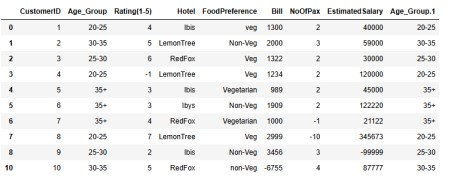 CustomerID Age_Group Rating(1-5) Hotel FoodPreference Bill NoOfPax EstimatedSalary Age_Group.1
0 1 20-25 4 Ibis veg 1300 2 40000 20-25
1 2 30-35 5 LemonTree Non-Veg 2000 3 59000 30-35
2 3 25-30 6 RedFox Veg 1322 2 30000 25-30
3 4 20-25 -1 LemonTree Veg 1234 2 120000 20-25
4 5 35+ 3 Ibis Vegetarian 989 2 45000 35+
5 6 35+ 3 Ibys Non-Veg 1909 2 122220 35+
6 7 35+ 4 RedFox Vegetarian 1000 -1 21122 35+
7 8 20-25 7 LemonTree Veg 2999 -10 345673 20-25
8 9 25-30 2 Ibis Non-Veg 3456 3 -99999 25-30
10 10 30-35 5 RedFox non-Veg -6755 4 87777 30-35